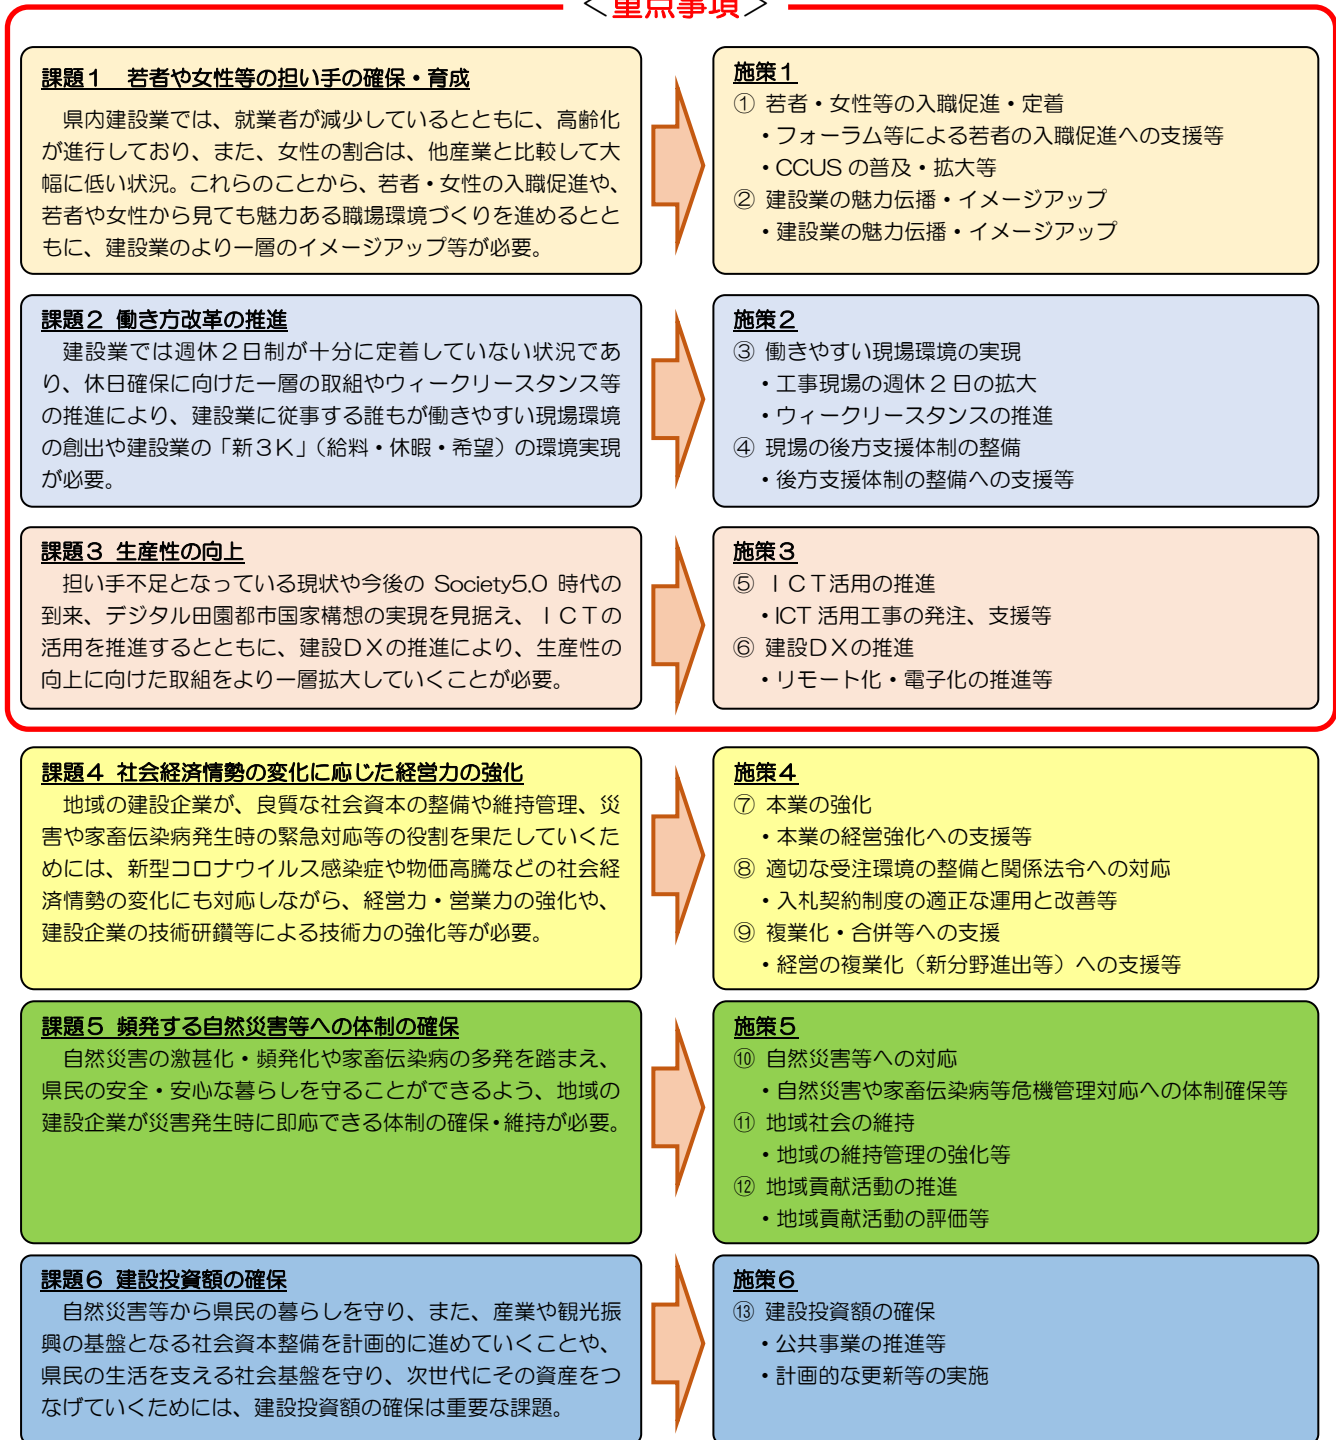 ＜重点事項＞
課題１　若者や女性等の担い手の確保・育成
県内建設業では、就業者が減少しているとともに、高齢化
が進行しており、また、女性の割合は、他産業と比較して大
幅に低い状況。これらのことから、若者・女性の入職促進や、
若者や女性から見ても魅力ある職場環境づくりを進めるとと
もに、建設業のより一層のイメージアップ等が必要。
施策１
① 若者・女性等の入職促進・定着
・フォーラム等による若者の入職促進への支援等
・CCUS の普及・拡大等
② 建設業の魅力伝播・イメージアップ
・建設業の魅力伝播・イメージアップ
課題２ 働き方改革の推進
建設業では週休２日制が十分に定着していない状況であ
り、休日確保に向けた一層の取組やウィークリースタンス等
の推進により、建設業に従事する誰もが働きやすい現場環境
の創出や建設業の「新３Ｋ」（給料・休暇・希望）の環境実現
が必要。
施策２
③ 働きやすい現場環境の実現
・工事現場の週休 2 日の拡大
・ウィークリースタンスの推進
④ 現場の後方支援体制の整備
・後方支援体制の整備への支援等
課題３ 生産性の向上
担い手不足となっている現状や今後の Society5.0 時代の
到来、デジタル田園都市国家構想の実現を見据え、ＩＣＴの
活用を推進するとともに、建設ＤＸの推進により、生産性の
向上に向けた取組をより一層拡大していくことが必要。
施策３
⑤ ＩＣＴ活用の推進
・ICT 活用工事の発注、支援等
⑥ 建設ＤＸの推進
・リモート化・電子化の推進等
課題４ 社会経済情勢の変化に応じた経営力の強化
地域の建設企業が、良質な社会資本の整備や維持管理、災
害や家畜伝染病発生時の緊急対応等の役割を果たしていくた
めには、新型コロナウイルス感染症や物価高騰などの社会経
済情勢の変化にも対応しながら、経営力・営業力の強化や、
建設企業の技術研鑽等による技術力の強化等が必要。
施策４
⑦ 本業の強化
・本業の経営強化への支援等
⑧ 適切な受注環境の整備と関係法令への対応
・入札契約制度の適正な運用と改善等
⑨ 複業化・合併等への支援
・経営の複業化（新分野進出等）への支援等
課題５ 頻発する自然災害等への体制の確保
自然災害の激甚化・頻発化や家畜伝染病の多発を踏まえ、
県民の安全・安心な暮らしを守ることができるよう、地域の
建設企業が災害発生時に即応できる体制の確保・維持が必要。
施策５
⑩ 自然災害等への対応
・自然災害や家畜伝染病等危機管理対応への体制確保等
⑪ 地域社会の維持
・地域の維持管理の強化等
⑫ 地域貢献活動の推進
・地域貢献活動の評価等
課題６ 建設投資額の確保
自然災害等から県民の暮らしを守り、また、産業や観光振
興の基盤となる社会資本整備を計画的に進めていくことや、
県民の生活を支える社会基盤を守り、次世代にその資産をつ
なげていくためには、建設投資額の確保は重要な課題。
施策６
⑬ 建設投資額の確保
・公共事業の推進等
・計画的な更新等の実施